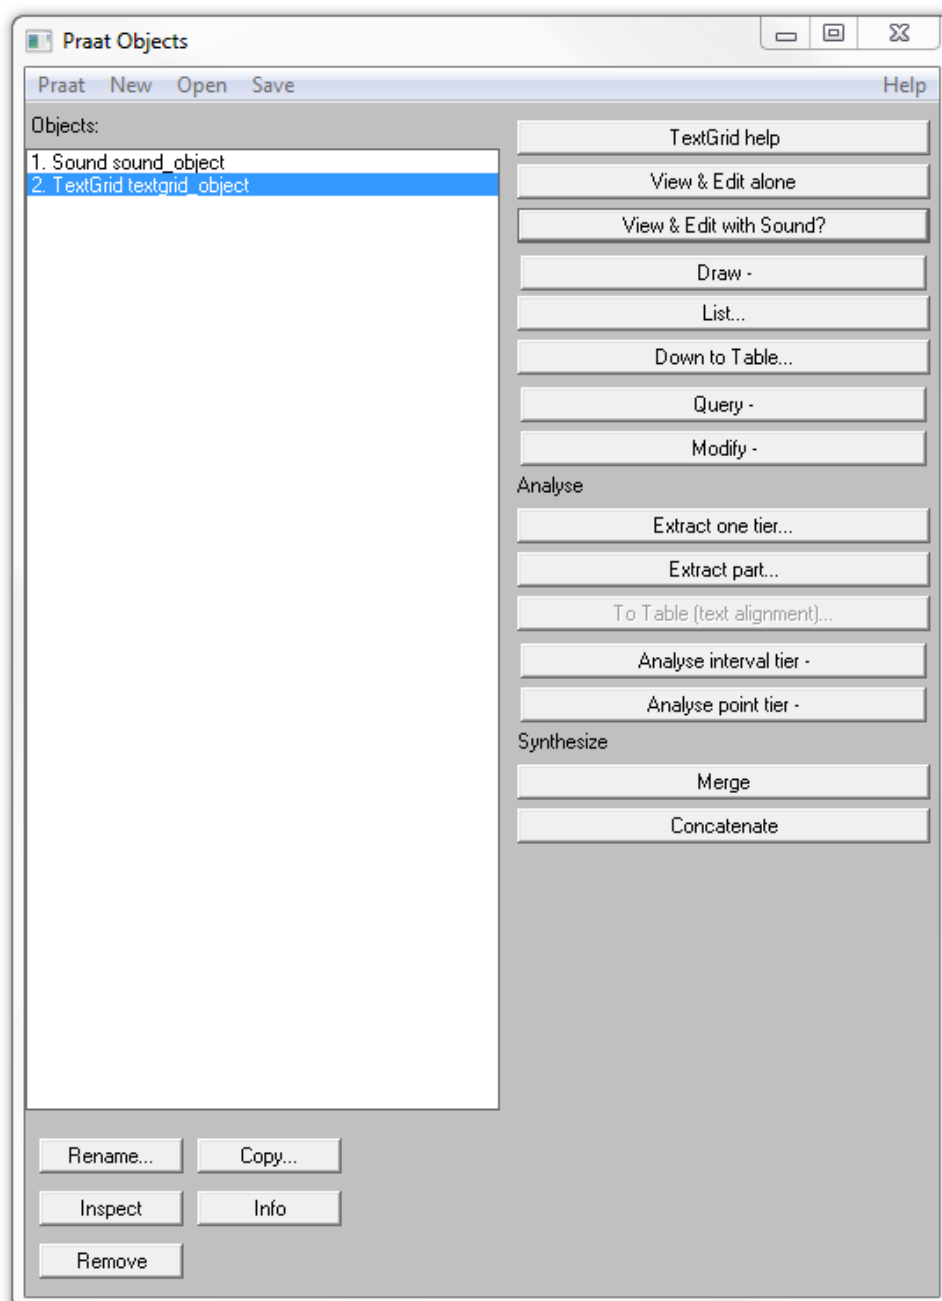 Praat Objects
Praat New Open Save Help
Objects:
1. Sound sound_object
2. TextGrid textgrid_object
TextGrid help
View & Edit alone
View & Edit with Sound?
Draw -
List...
Down to Table...
Query -
Modify -
Analyse
Extract one tier...
Extract part...
To Table (text alignment)...
Analyse interval tier -
Analyse point tier -
Synthesize
Merge
Concatenate
Rename... Copy...
Inspect Info
Remove